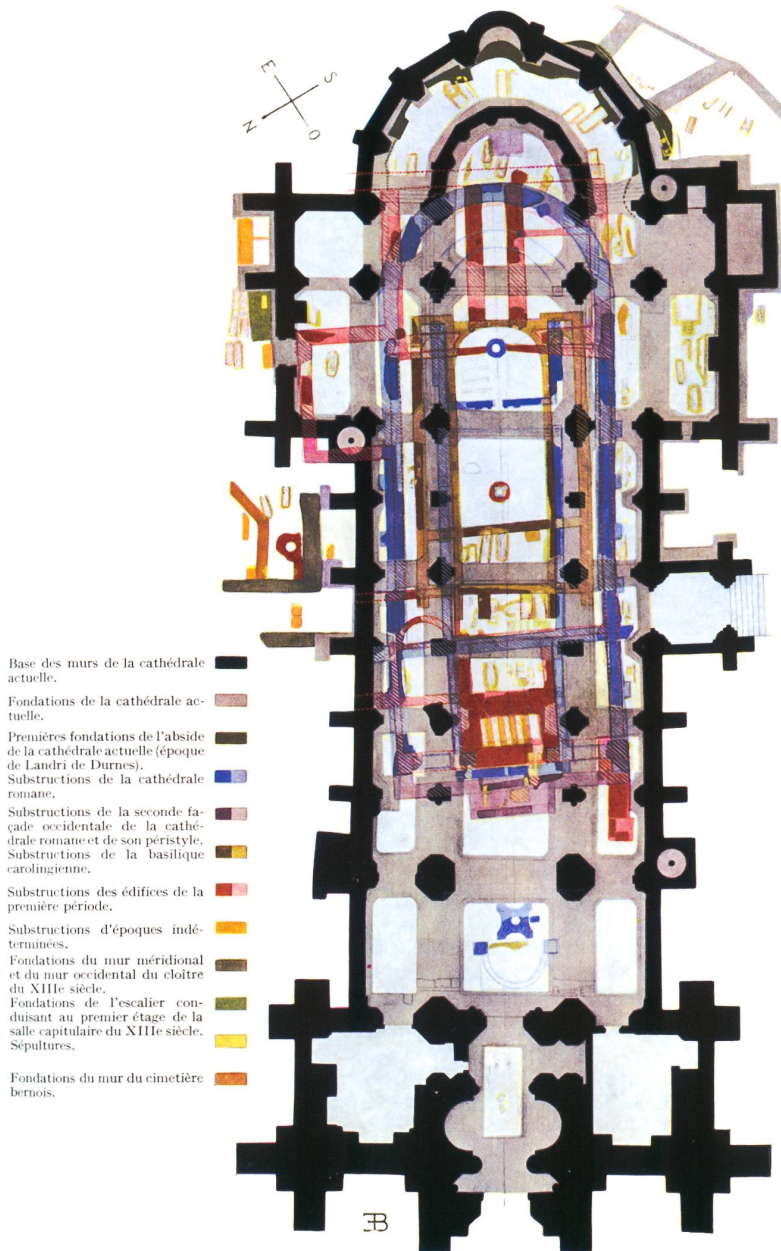 E
S
N
O
Base des murs de la cathédrale
actuelle.
Fondations de la cathédrale ac-
tuelle.
Premières fondations de l'abside
de la cathédrale actuelle (époque
de Landri de Durnes).
Substructions de la cathédrale
romane.
Substructions de la seconde fa-
çade occidentale de la cathé-
drale romane et de son péristyle.
Substructions de la basilique
carolingienne.
Substructions des édifices de la
première période.
Substructions d'époques indé-
terminées.
Fondations du mur méridional
et du mur occidental du cloître
du XIIIe siècle.
Fondations de l'escalier con-
duisant au premier étage de la
salle capitulaire du XIIIe siècle.
Sépultures.
Fondations du mur du cimetière
bernois.